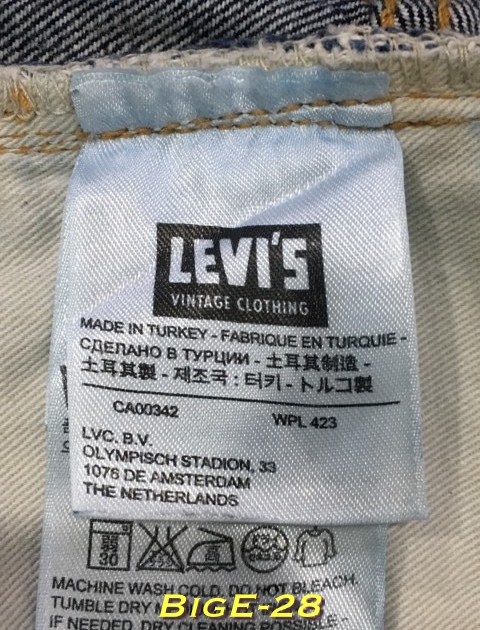 LEVI'S
VINTAGE CLOTHING
MADE IN TURKEY - FABRIQUE EN TURQUIE -
СДЕЛАНО В ТУРЦИИ - 土耳其制造 -
土耳其製 - 제조국 : 터키 - トルコ製
CA00342 WPL 423
LVC. B.V.
OLYMPISCH STADION, 33
1076 DE AMSTERDAM
THE NETHERLANDS
弱 30
MACHINE WASH COLD. DO NOT BLEACH.
TUMBLE DRY
IF NEEDED. DRY CLEANING POSSIBLE -
BIGE-28